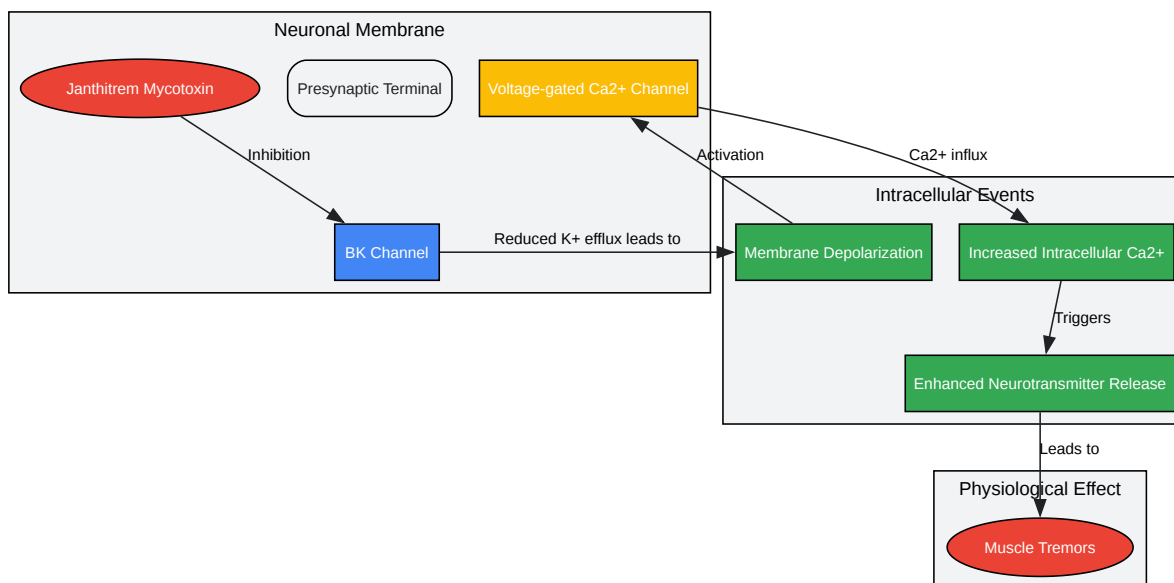 Neuronal Membrane
Janthitrem Mycotoxin
Presynaptic Terminal
Voltage-gated Ca2+ Channel
Inhibition
Activation
Ca2+ influx
Intracellular Events
BK Channel
Reduced K+ efflux leads to
Membrane Depolarization
Increased Intracellular Ca2+
Triggers
Enhanced Neurotransmitter Release
Leads to
Physiological Effect
Muscle Tremors